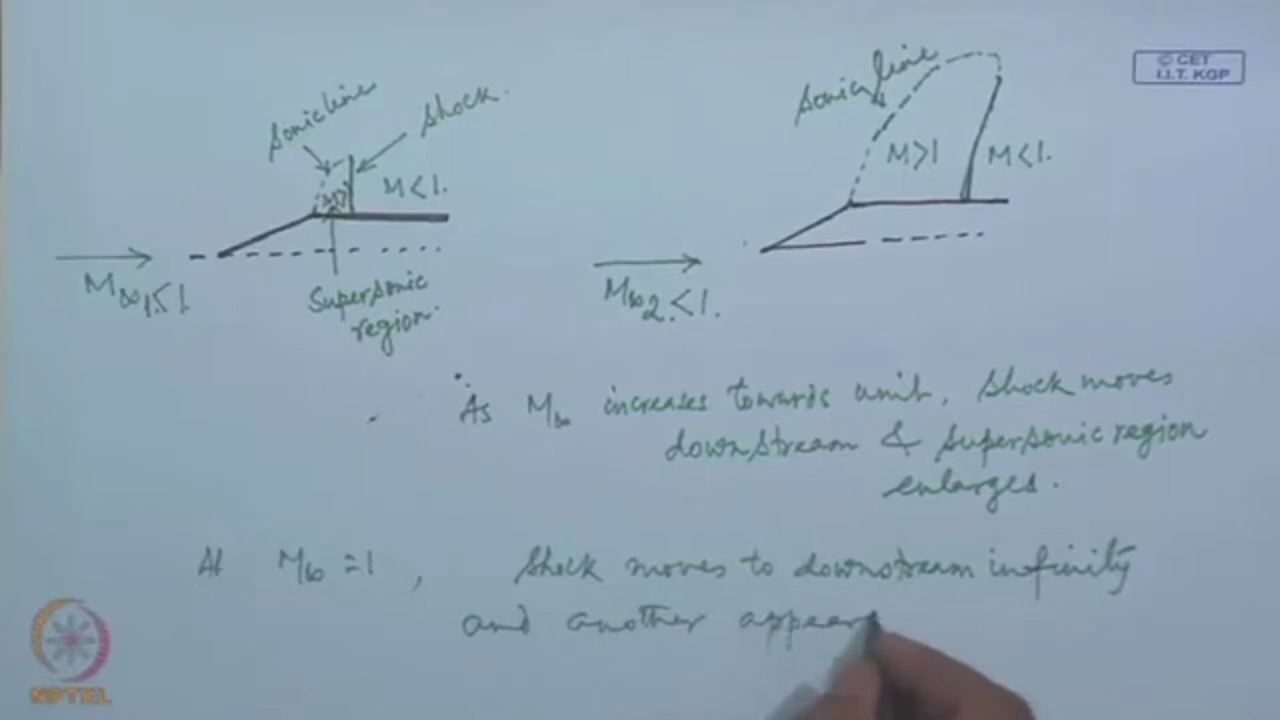 © CET
I.I.T. KGP
Sonic line
Shock.
M>1
M<1.
M∞1<1
Supersonic
region.
Sonic line
M>1
M<1.
M∞2<1.
As M∞ increases towards unit, Shock moves
downstream & supersonic region
enlarges.
At M∞=1, Shock moves to downstream infinity
and another appears
NPTEL